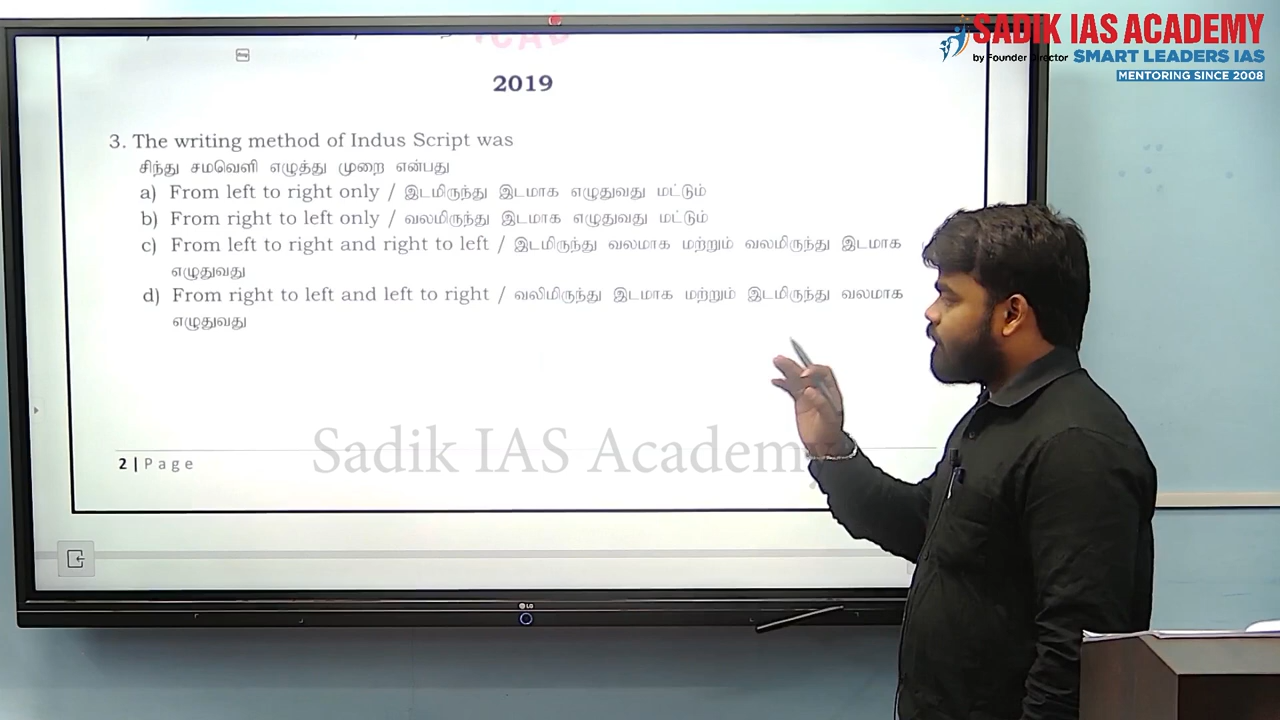 SADIK IAS ACADEMY
by Founder Director SMART LEADERS IAS
MENTORING SINCE 2008
2019
3. The writing method of Indus Script was
சிந்து சமவெளி எழுத்து முறை என்பது
a) From left to right only / இடமிருந்து இடமாக எழுதுவது மட்டும்
b) From right to left only / வலமிருந்து இடமாக எழுதுவது மட்டும்
c) From left to right and right to left / இடமிருந்து வலமாக மற்றும் வலமிருந்து இடமாக
எழுதுவது
d) From right to left and left to right / வலிமிருந்து இடமாக மற்றும் இடமிருந்து வலமாக
எழுதுவது
Sadik IAS Academy
2 | Page
LG